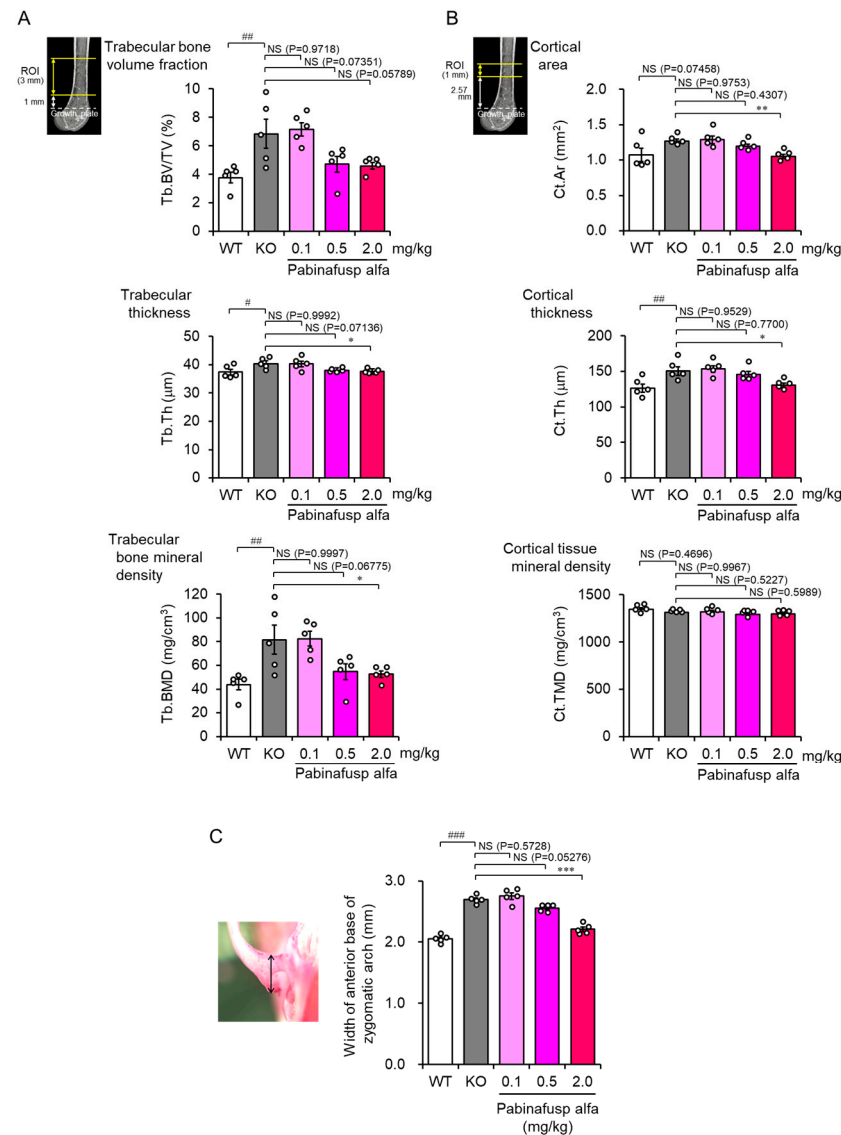 A
Trabecular bone
volume fraction
ROI
(3 mm)
1 mm
Growth plate
##
NS (P=0.9718)
NS (P=0.07351)
NS (P=0.05789)
Tb.BV/TV (%)
10
8
6
4
2
0
WT KO 0.1 0.5 2.0 mg/kg
Pabinafusp alfa
Trabecular
thickness
#
NS (P=0.9992)
NS (P=0.07136)
*
Tb.Th (μm)
50
40
30
20
10
0
WT KO 0.1 0.5 2.0 mg/kg
Pabinafusp alfa
Trabecular
bone mineral
density
##
NS (P=0.9997)
NS (P=0.06775)
*
Tb.BMD (mg/cm³)
120
100
80
60
40
20
0
WT KO 0.1 0.5 2.0 mg/kg
Pabinafusp alfa
B
Cortical
area
ROI
(1 mm)
2.57
mm
Growth plate
NS (P=0.07458)
NS (P=0.9753)
NS (P=0.4307)
**
Ct.Ar (mm²)
2.0
1.5
1.0
0.5
0.0
WT KO 0.1 0.5 2.0 mg/kg
Pabinafusp alfa
Cortical
thickness
##
NS (P=0.9529)
NS (P=0.7700)
*
Ct.Th (μm)
200
150
100
50
0
WT KO 0.1 0.5 2.0 mg/kg
Pabinafusp alfa
Cortical tissue
mineral density
NS (P=0.4696)
NS (P=0.9967)
NS (P=0.5227)
NS (P=0.5989)
Ct.TMD (mg/cm³)
1500
1000
500
0
WT KO 0.1 0.5 2.0 mg/kg
Pabinafusp alfa
C
###
NS (P=0.5728)
NS (P=0.05276)
***
Width of anterior base of
zygomatic arch (mm)
3.0
2.0
1.0
0.0
WT KO 0.1 0.5 2.0
Pabinafusp alfa
(mg/kg)